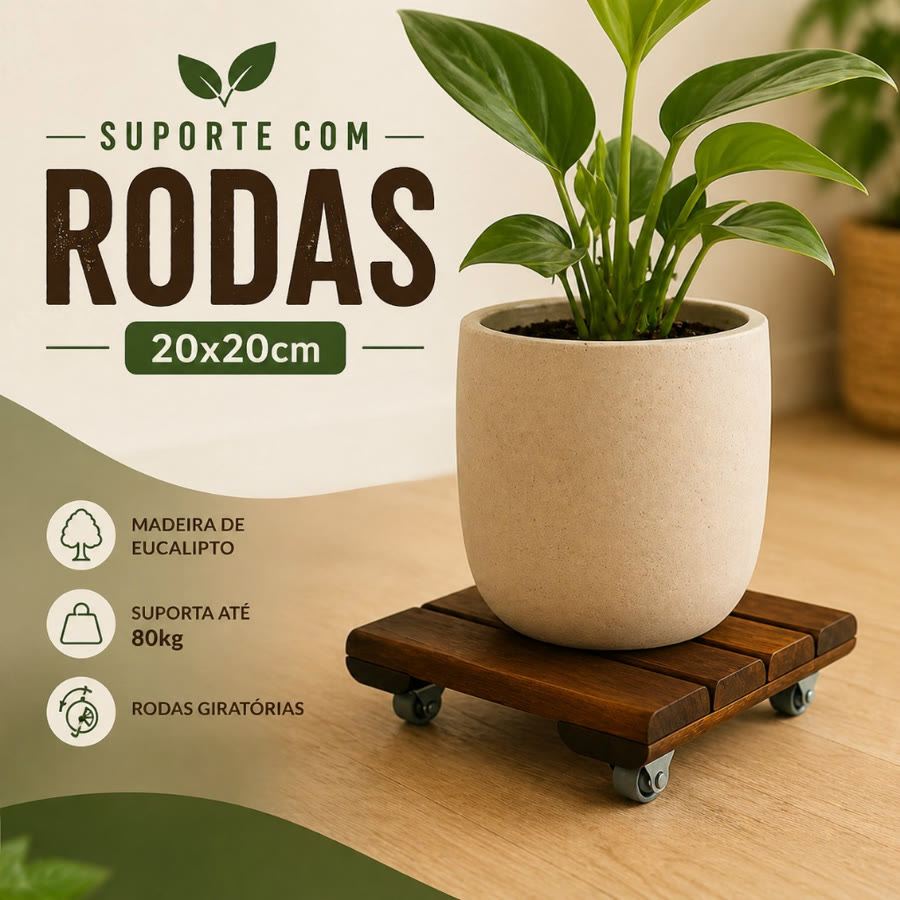 SUPORTE COM
RODAS
20x20cm
MADEIRA DE
EUCALIPTO
SUPORTA ATÉ
80kg
RODAS GIRATÓRIAS